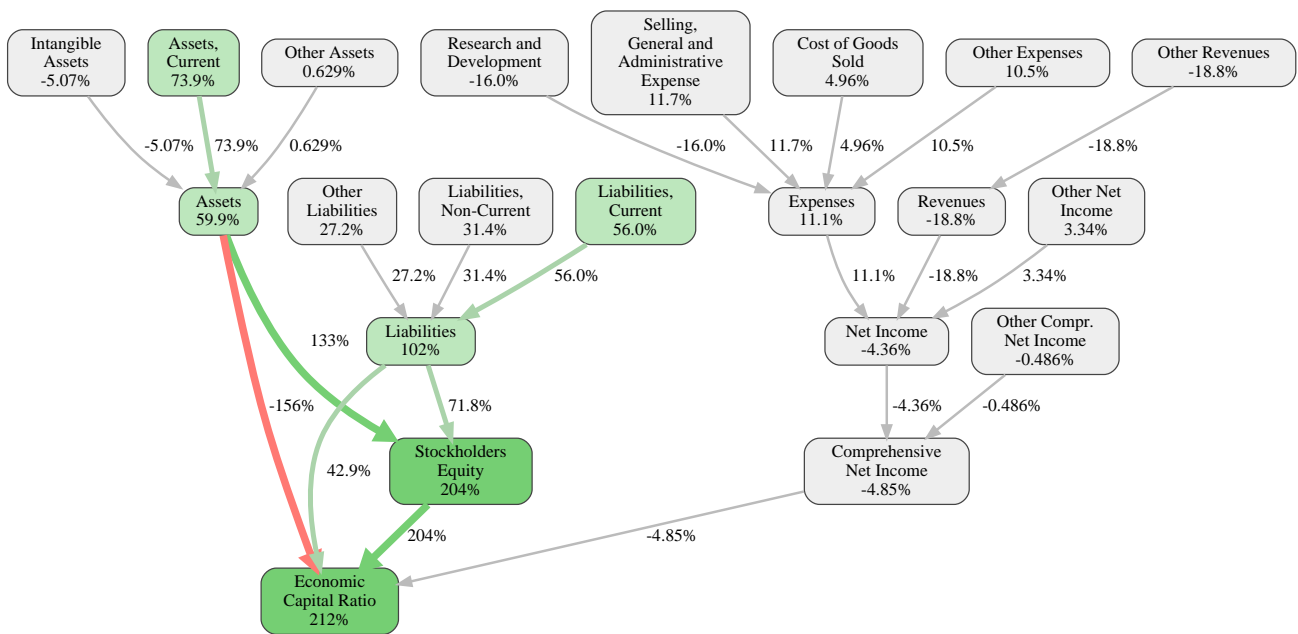 Intangible
Assets
-5.07%
Assets,
Current
73.9%
Other Assets
0.629%
Research and
Development
-16.0%
Selling,
General and
Administrative
Expense
11.7%
Cost of Goods
Sold
4.96%
Other Expenses
10.5%
Other Revenues
-18.8%
-5.07%
73.9%
0.629%
-16.0%
11.7%
4.96%
10.5%
-18.8%
Assets
59.9%
Other
Liabilities
27.2%
Liabilities,
Non-Current
31.4%
Liabilities,
Current
56.0%
Expenses
11.1%
Revenues
-18.8%
Other Net
Income
3.34%
27.2%
31.4%
56.0%
11.1%
-18.8%
3.34%
133%
Liabilities
102%
Net Income
-4.36%
Other Compr.
Net Income
-0.486%
-156%
71.8%
-4.36%
-0.486%
42.9%
Stockholders
Equity
204%
Comprehensive
Net Income
-4.85%
204%
-4.85%
Economic
Capital Ratio
212%